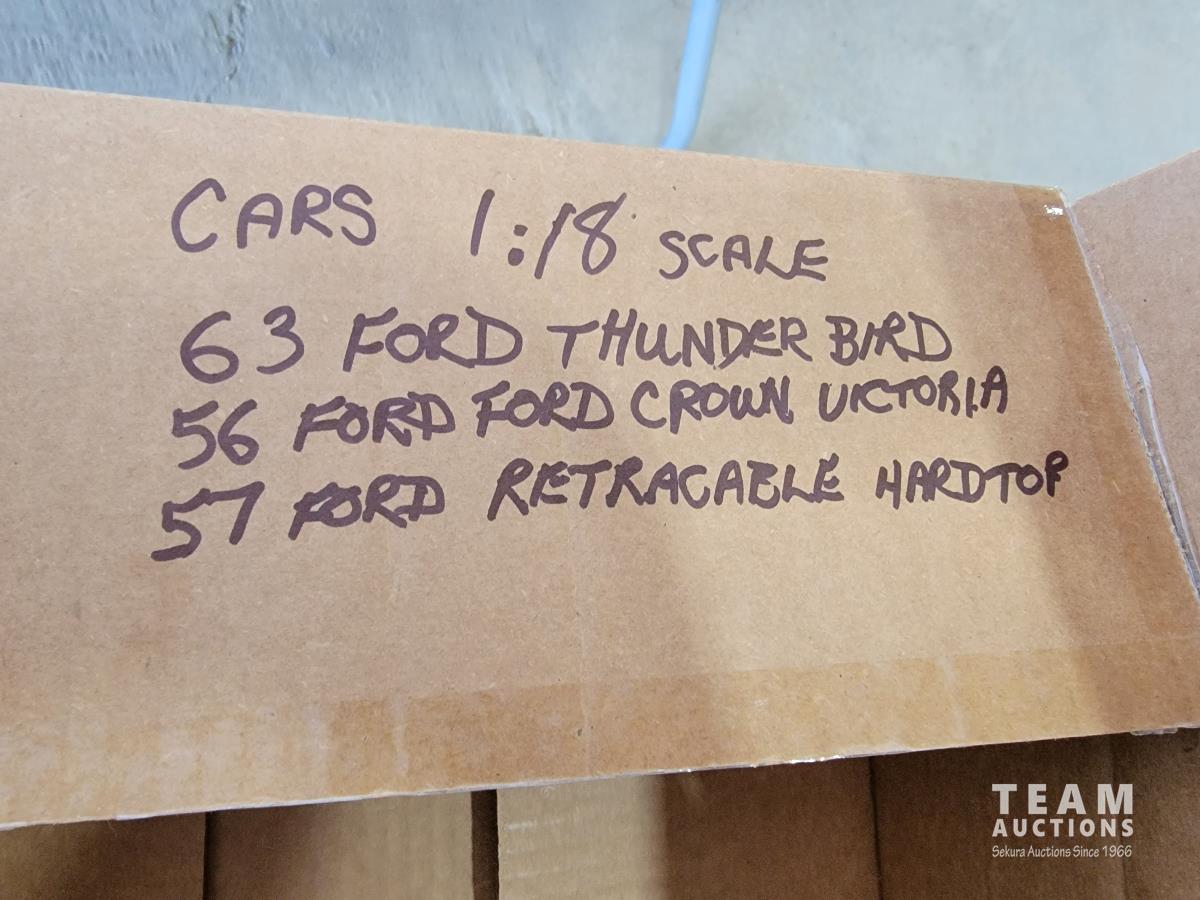 CARS 1:18 SCALE
63 FORD THUNDER BIRD
56 FORD FORD CROWN VICTORIA
57 FORD RETRACABLE HARDTOP
TEAM
AUCTIONS
Sekura Auctions Since 1966